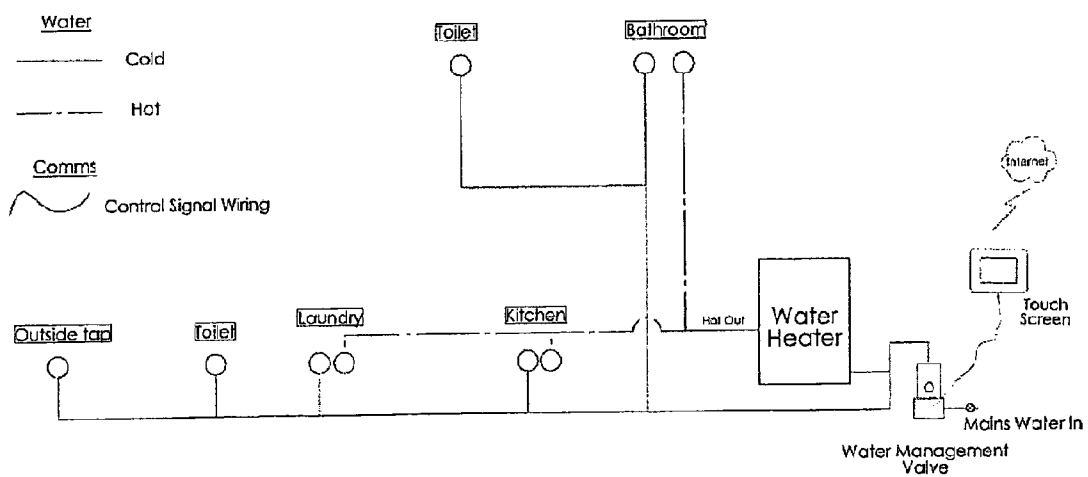 Water
Cold
Hot
Comms
Control Signal Wiring
Toilet
Bathroom
Internet
Touch
Screen
Outside tap
Toilet
Laundry
Kitchen
Hot Out
Water
Heater
Mains Water In
Water Management
Valve